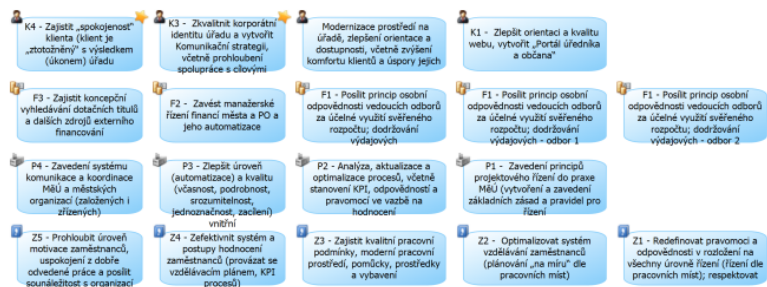 K4 - Zajistit „spokojenost“
klienta (klient je
„ztotožněný“ s výsledkem
(úkonem) úřadu
K3 - Zkvalitnit korporátní
identitu úřadu a vytvořit
Komunikační strategii,
včetně prohloubení
spolupráce s cílovými
Modernizace prostředí na
úřadě, zlepšení orientace a
dostupnosti, včetně zvýšení
komfortu klientů a úspory jejich
K1 - Zlepšit orientaci a kvalitu
webu, vytvořit „Portál úředníka
a občana“
F3 - Zajistit koncepční
vyhledávání dotačních titulů
a dalších zdrojů externího
financování
F2 - Zavést manažerské
řízení financí města a PO a
jeho automatizace
F1 - Posílit princip osobní
odpovědnosti vedoucích odborů
za účelné využití svěřeného
rozpočtu; dodržování
výdajových
F1 - Posílit princip osobní
odpovědnosti vedoucích odborů
za účelné využití svěřeného
rozpočtu; dodržování
výdajových - odbor 1
F1 - Posílit princip osobní
odpovědnosti vedoucích odborů
za účelné využití svěřeného
rozpočtu; dodržování
výdajových - odbor 2
P4 - Zavedení systému
komunikace a koordinace
MěÚ a městských
organizací (založených i
zřízených)
P3 - Zlepšit úroveň
(automatizace) a kvalitu
(včasnost, podrobnost,
srozumitelnost,
jednoznačnost, zacílení)
vnitřní
P2 - Analýza, aktualizace a
optimalizace procesů, včetně
stanovení KPI, odpovědností a
pravomocí ve vazbě na
hodnocení
P1 - Zavedení principů
projektového řízení do praxe
MěÚ (vytvoření a zavedení
základních zásad a pravidel pro
řízení
Z5 - Prohloubit úroveň
motivace zaměstnanců,
uspokojení z dobře
odvedené práce a posílit
sounáležitost s organizací
Z4 - Zefektivnit systém a
postupy hodnocení
zaměstnanců (provázat se
vzdělávacím plánem, KPI
procesů)
Z3 - Zajistit kvalitní pracovní
podmínky, moderní pracovní
prostředí, pomůcky, prostředky
a vybavení
Z2 - Optimalizovat systém
vzdělávání zaměstnanců
(plánování „na míru“ dle
pracovních míst)
Z1 - Redefinovat pravomoci a
odpovědnosti v rozložení na
všechny úrovně řízení (řízení dle
pracovních míst); respektovat